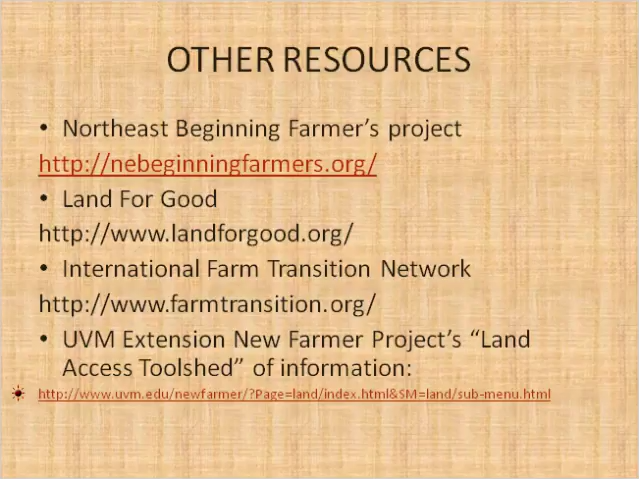 OTHER RESOURCES
• Northeast Beginning Farmer’s project
http://nebeginningfarmers.org/
• Land For Good
http://www.landforgood.org/
• International Farm Transition Network
http://www.farmtransition.org/
• UVM Extension New Farmer Project’s “Land
Access Toolshed” of information:
http://www.uvm.edu/newfarmer/?Page=land/index.html&SM=land/sub-menu.html